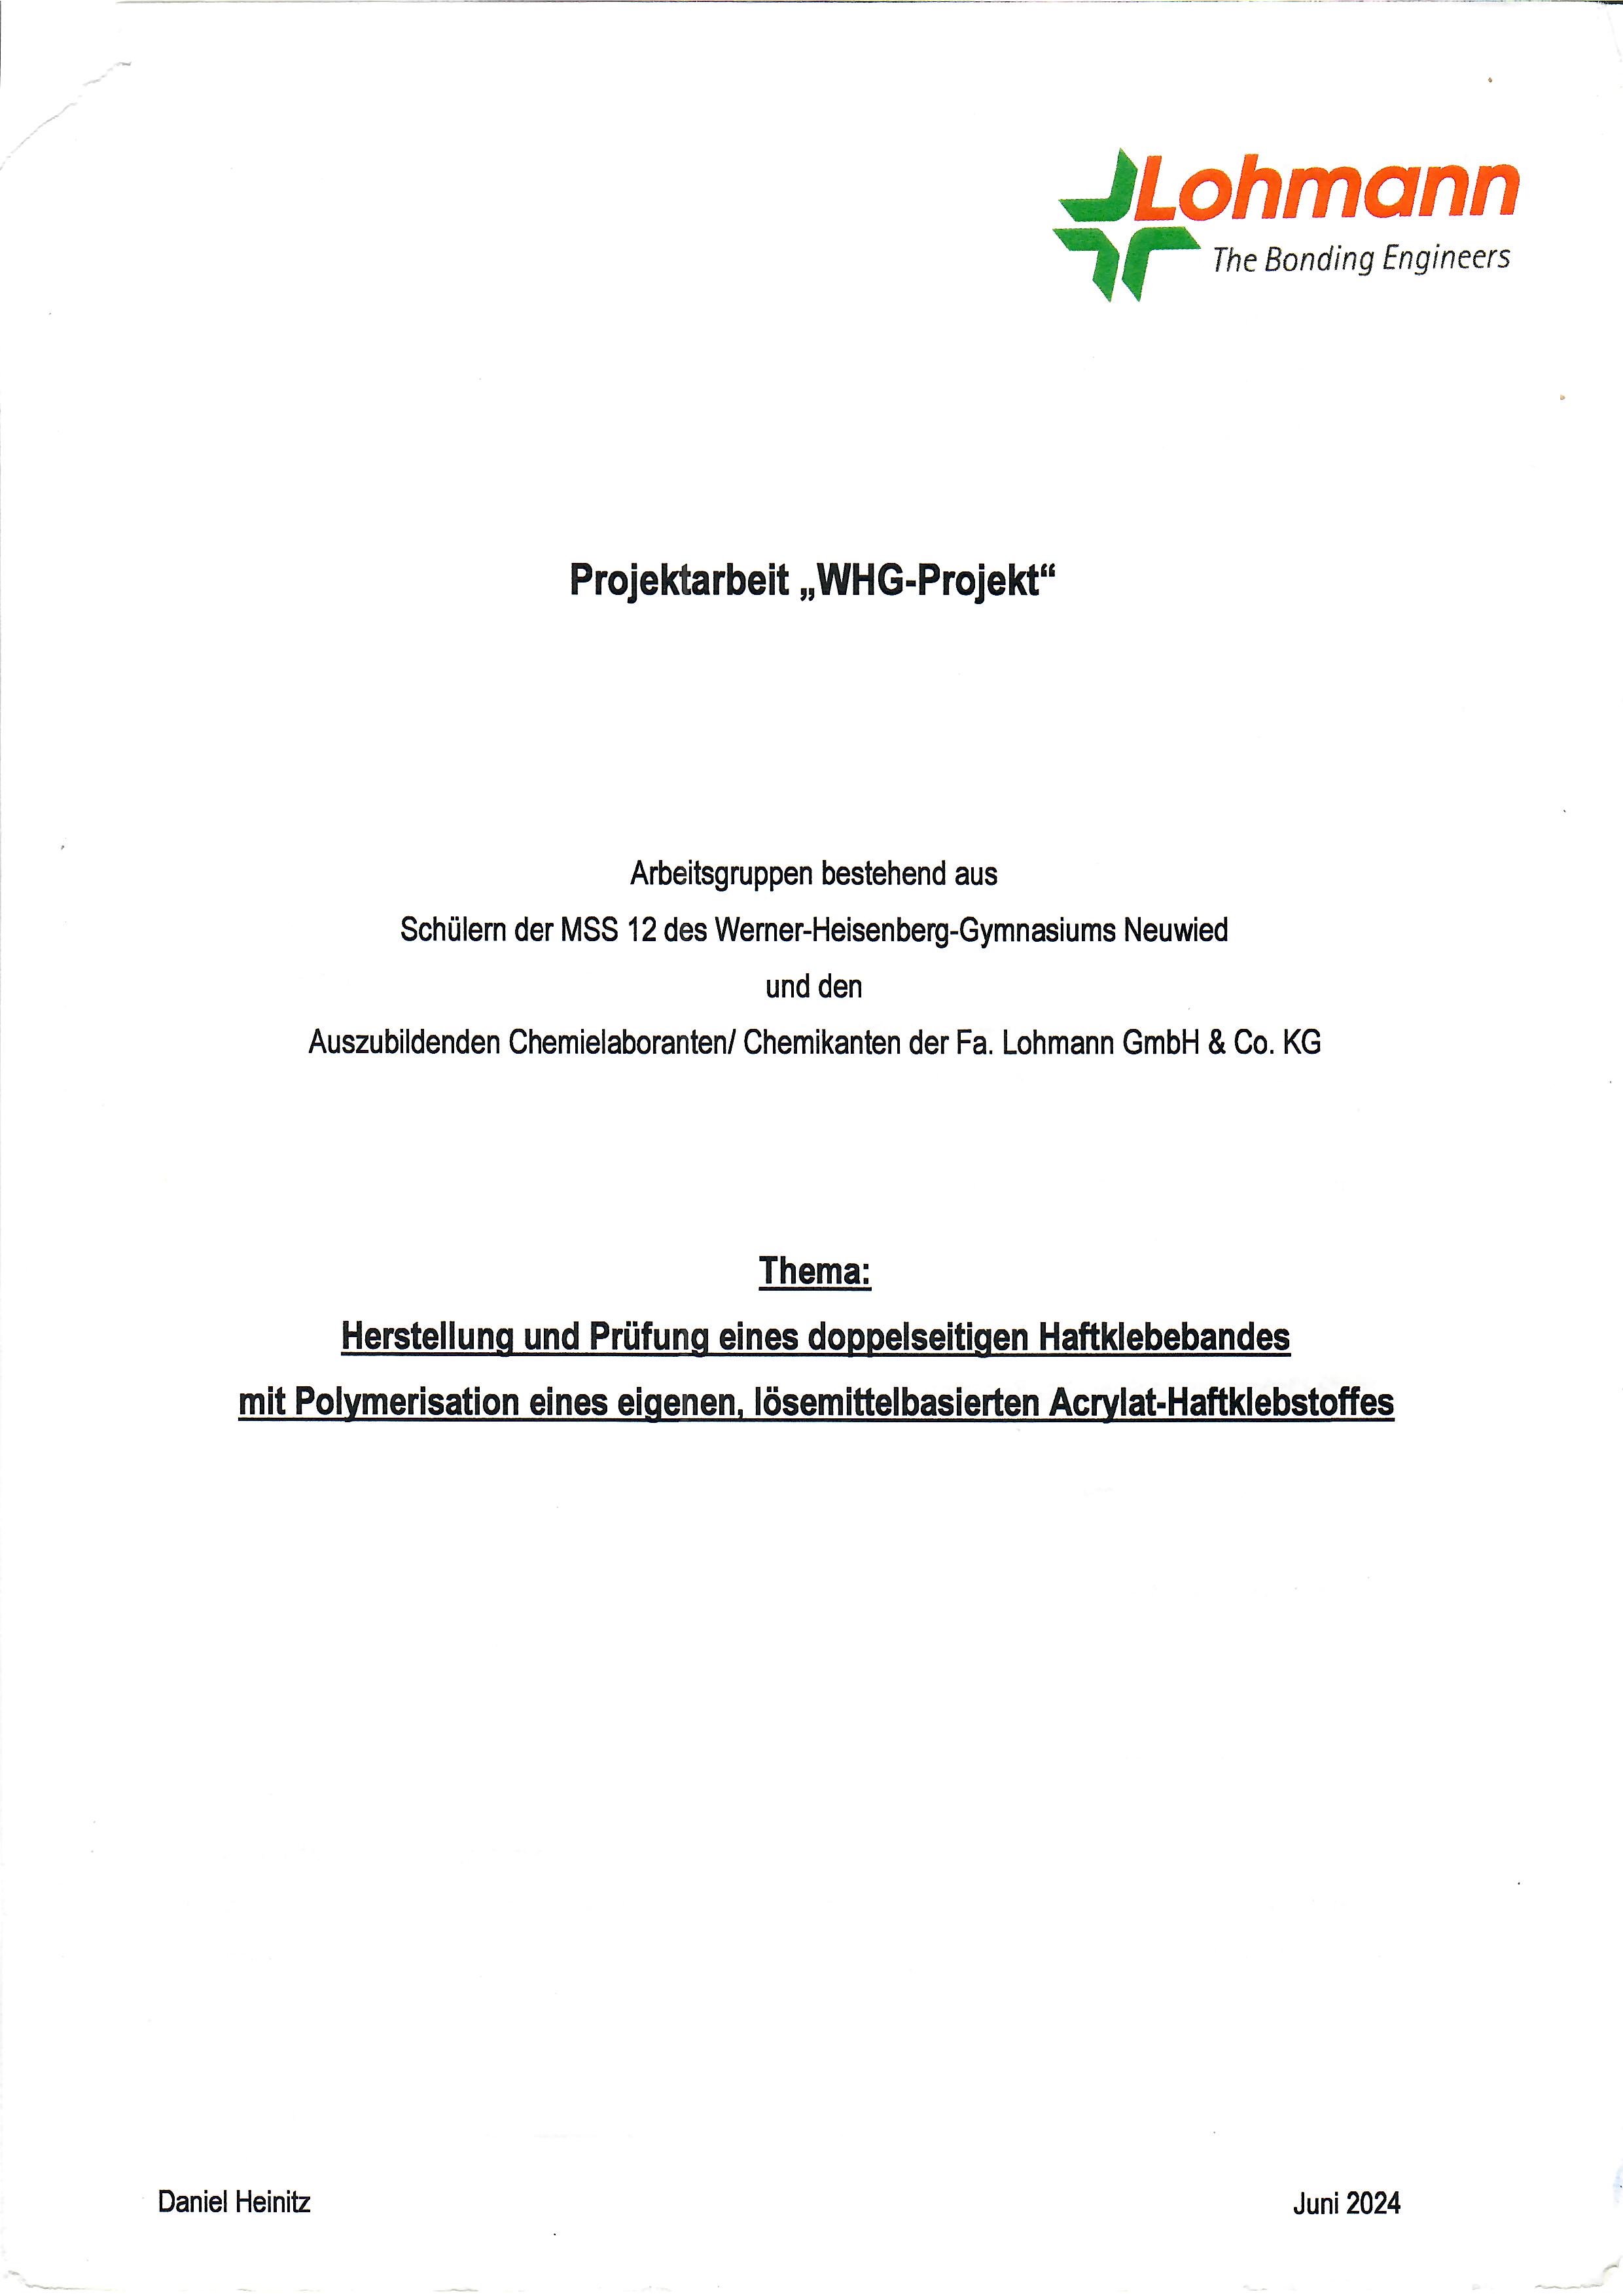 Lohmann
The Bonding Engineers
Projektarbeit „WHG-Projekt“
Arbeitsgruppen bestehend aus
Schülern der MSS 12 des Werner-Heisenberg-Gymnasiums Neuwied
und den
Auszubildenden Chemielaboranten/ Chemikanten der Fa. Lohmann GmbH & Co. KG
Thema:
Herstellung und Prüfung eines doppelseitigen Haftklebebandes
mit Polymerisation eines eigenen, lösemittelbasierten Acrylat-Haftklebstoffes
Daniel Heinitz
Juni 2024